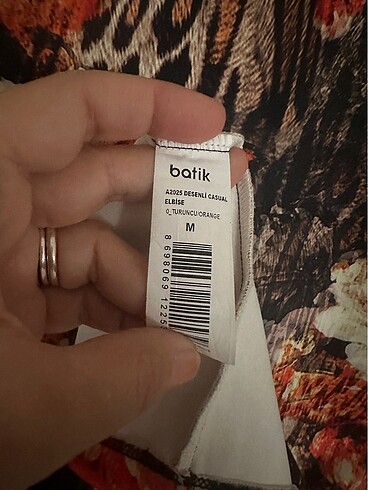 batik
A2025 DESENLİ CASUAL
ELBİSE
0_TURUNCU/ORANGE
M
8 698069 1225